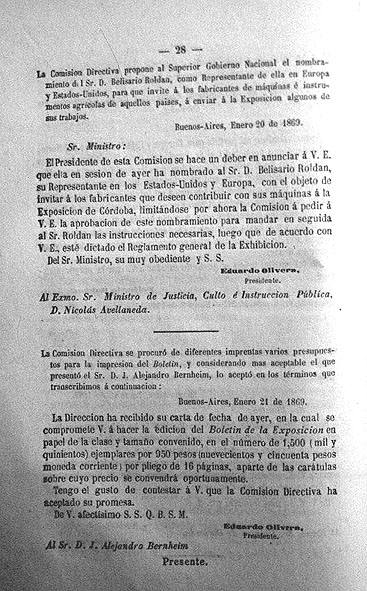 — 28 —
La Comision Directiva propone al Superior Gobierno Nacional el nombra-
miento del Sr. D. Belisario Roldan, como Representante de ella en Europa
y Estados-Unidos, para que invite á los fabricantes de máquinas é instru-
mentos agrícolas de aquellos paises, á enviar á la Exposicion algunos de
sus trabajos.
Buenos-Aires, Enero 20 de 1869.
Sr. Ministro:
El Presidente de esta Comision se hace un deber en anunciar á V. E.
que ella en sesion de ayer ha nombrado al Sr. D. Belisario Roldan,
su Representante en los Estados-Unidos y Europa, con el objeto de
invitar á los fabricantes que deseen contribuir con sus máquinas á la
Exposicion de Córdoba, limitándose por ahora la Comision á pedir á
V. E. la aprobacion de este nombramiento para mandar en seguida
al Sr. Roldan las instrucciones necesarias, luego que de acuerdo con
V. E. esté dictado el Reglamento general de la Exhibicion.
Del Sr. Ministro, su muy obediente y S. S.
Eduardo Olivera,
Presidente.
Al Exmo. Sr. Ministro de Justicia, Culto é Instruccion Pública,
D. Nicolás Avellaneda.
La Comision Directiva se procuró de diferentes imprentas varios presupues-
tos para la impresion del Boletin, y considerando mas aceptable el que
presentó el Sr. D. J. Alejandro Bernheim, lo aceptó en los términos que
transcribimos á continuacion:
Buenos-Aires, Enero 21 de 1869.
La Direccion ha recibido su carta de fecha de ayer, en la cual se
compromete V. á hacer la edicion del Boletin de la Exposicion en
papel de la clase y tamaño convenido, en el número de 1,500 (mil y
quinientos) ejemplares por 950 pesos (nuevecientos y cincuenta pesos
moneda corriente) por pliego de 16 páginas, aparte de las carátulas
sobre cuyo precio se convendrá oportunamente.
Tengo el gusto de contestar á V. que la Comision Directiva ha
aceptado su promesa.
De V. afectísimo S. S. Q. B. S. M.
Eduardo Olivera,
Presidente.
Al Sr. D. J. Alejandro Bernheim
Presente.